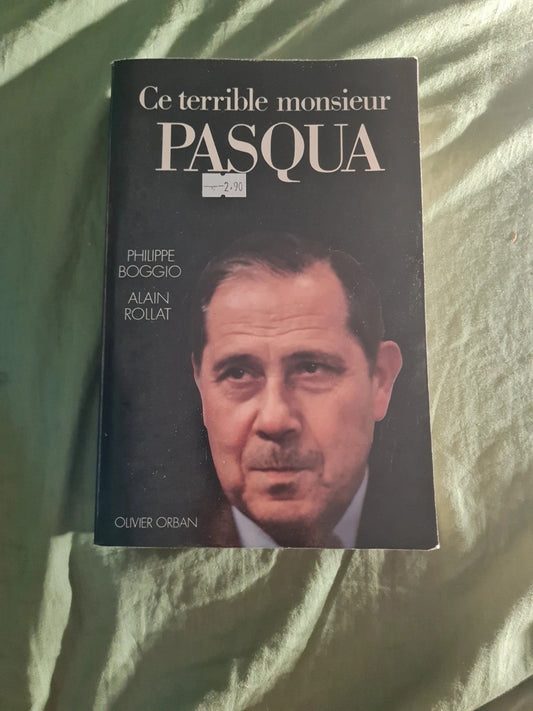 Ce terrible monsieur
PASQUA
2,90
PHILIPPE
BOGGIO
ALAIN
ROLLAT
OLIVIER ORBAN